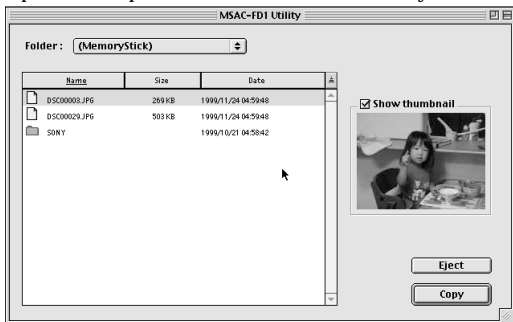 MSAC-FD1 Utility
Folder : (MemoryStick)
Name Size Date
DSC00003.JPG 269 KB 1999/11/24 04:59:48
DSC00029.JPG 503 KB 1999/11/24 04:59:48
SONY 1999/10/21 04:58:42
Show thumbnail
Eject
Copy